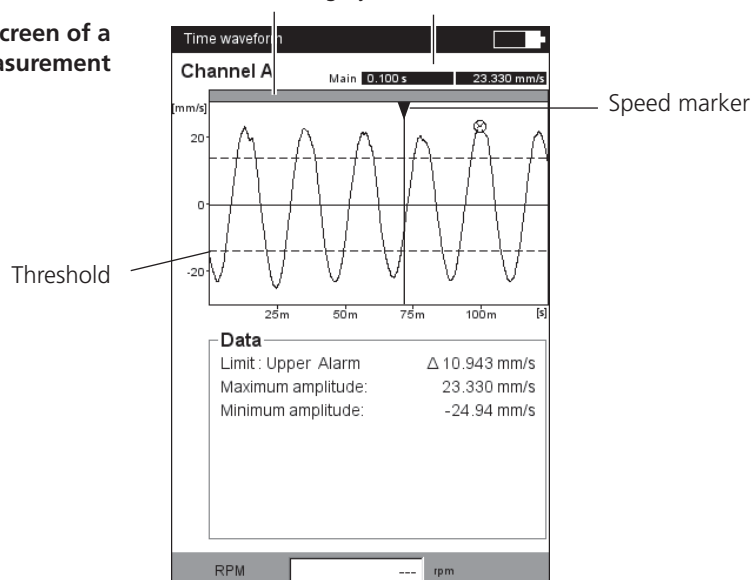 creen of a
asurement
Time waveform
Channel A
Main 0.100 s 23.330 mm/s
[mm/s]
Speed marker
20
0
-20
Threshold
25m 50m 75m 100m [s]
Data
Limit : Upper Alarm Δ 10.943 mm/s
Maximum amplitude: 23.330 mm/s
Minimum amplitude: -24.94 mm/s
RPM --- rpm